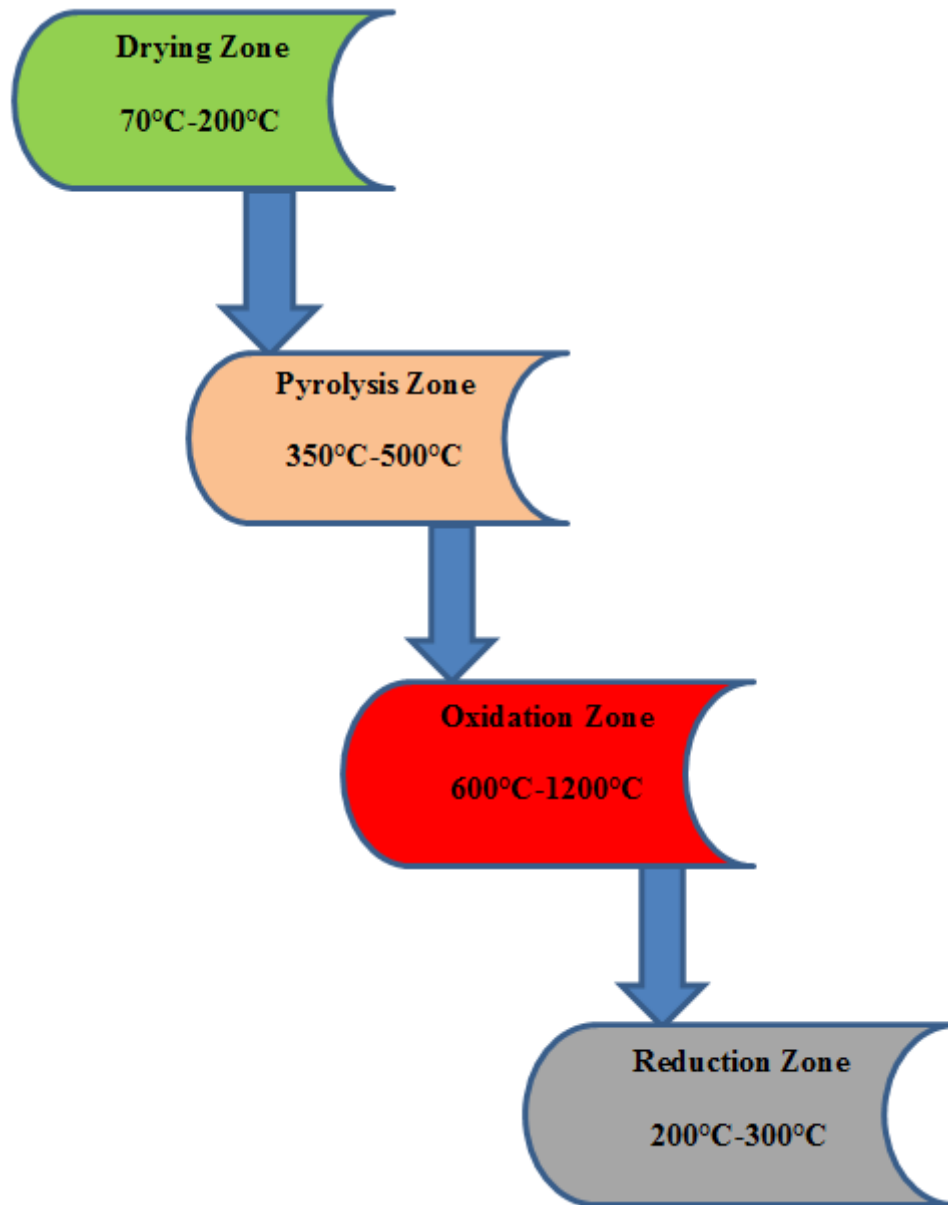 Drying Zone
70°C-200°C
Pyrolysis Zone
350°C-500°C
Oxidation Zone
600°C-1200°C
Reduction Zone
200°C-300°C